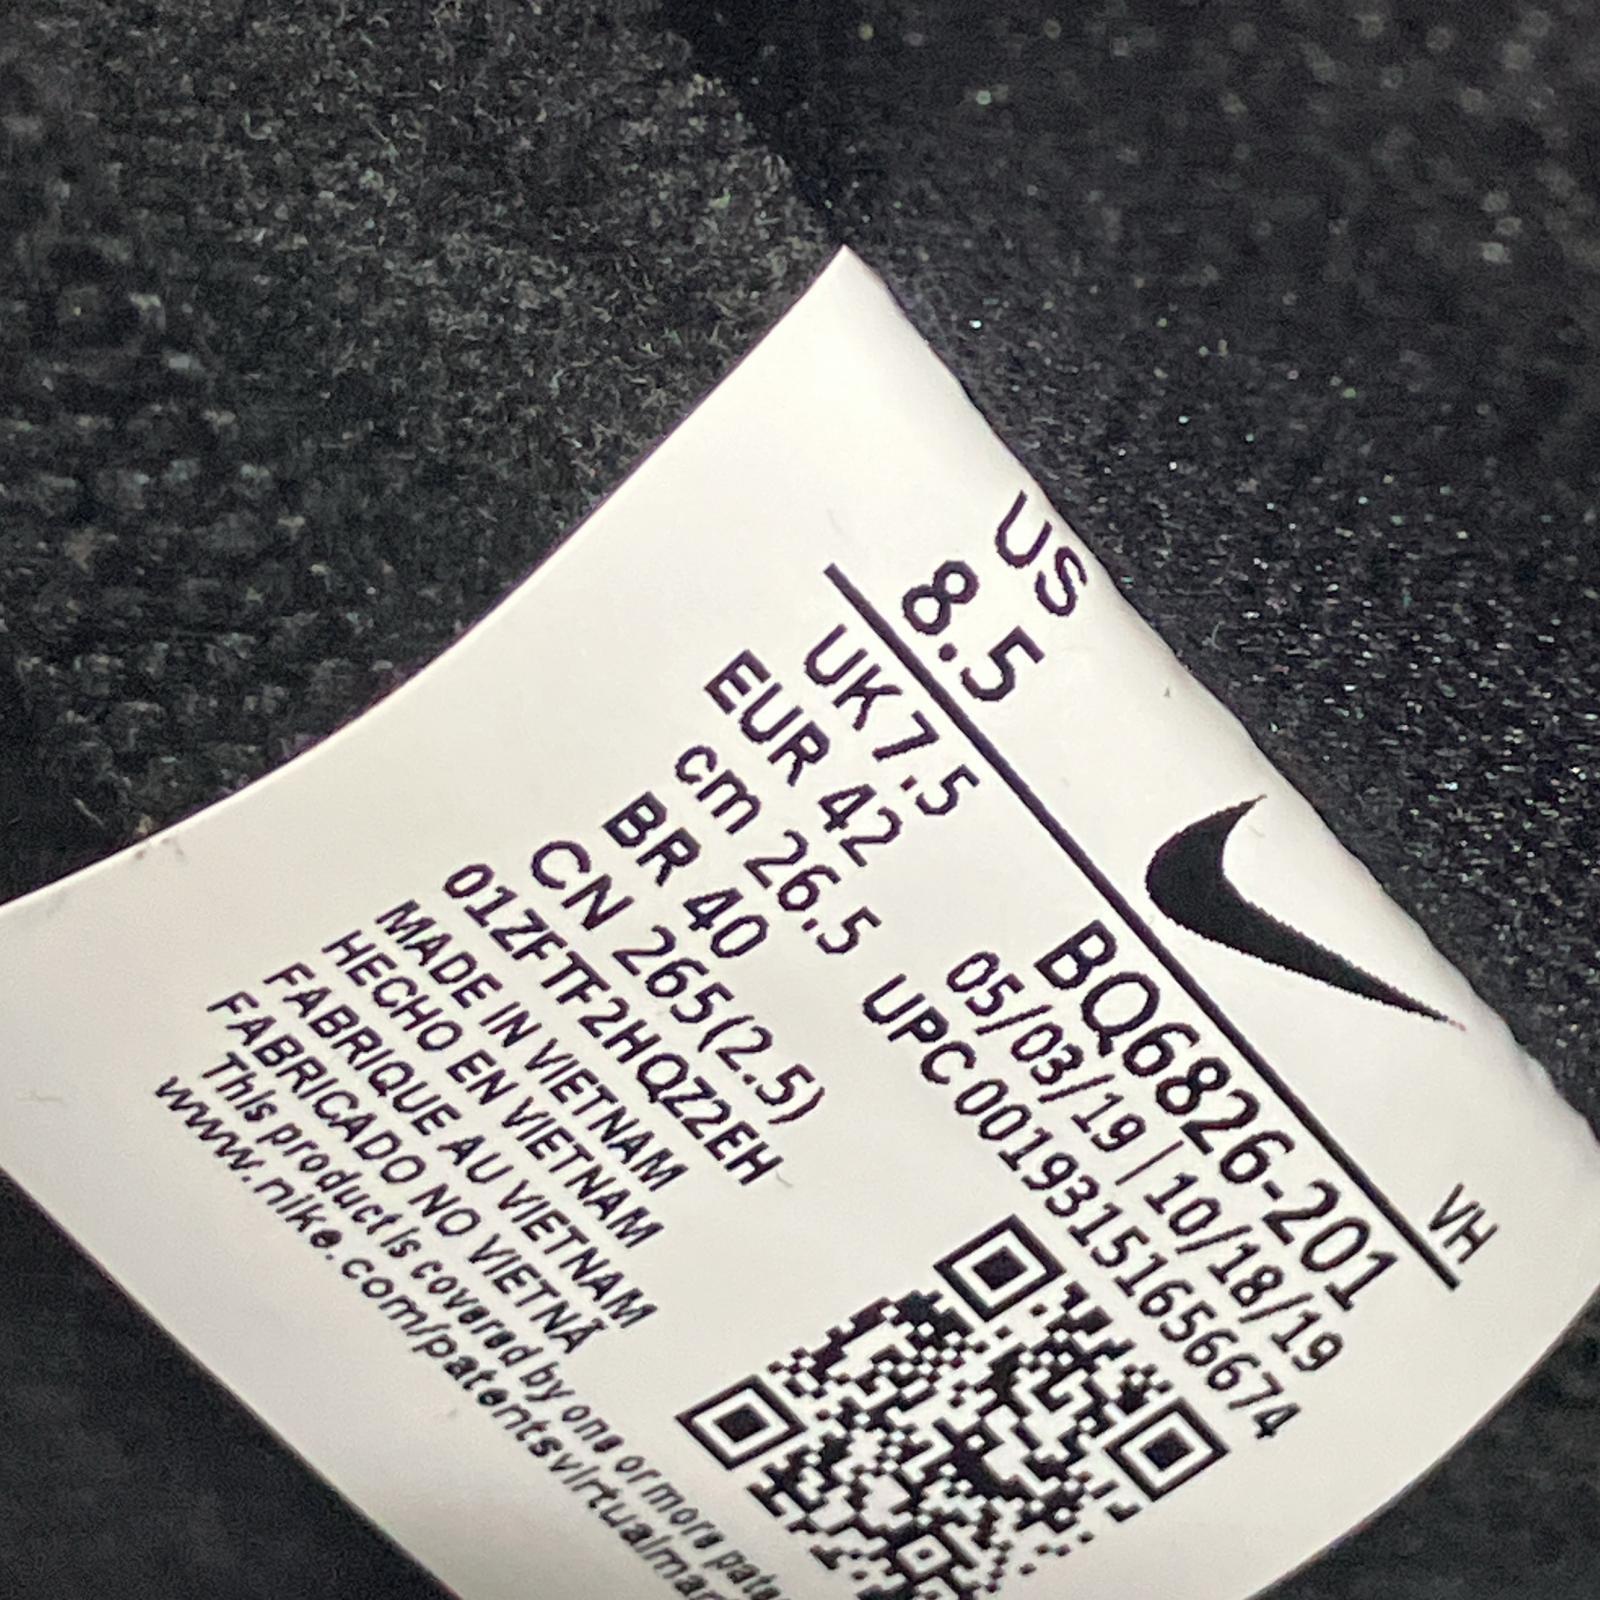 US
8.5
VH
UK 7.5
EUR 42
cm 26.5
BR 40
CN 265(2.5)
BQ6826-201
05/03/19 | 10/18/19
UPC 00193151656674
01ZFTF2HQZ2EH
MADE IN VIETNAM
HECHO EN VIETNAM
FABRIQUE AU VIETNAM
FABRICADO NO VIETNÃ
This product is covered by one or more
www.nike.com/patentsvirtualmar